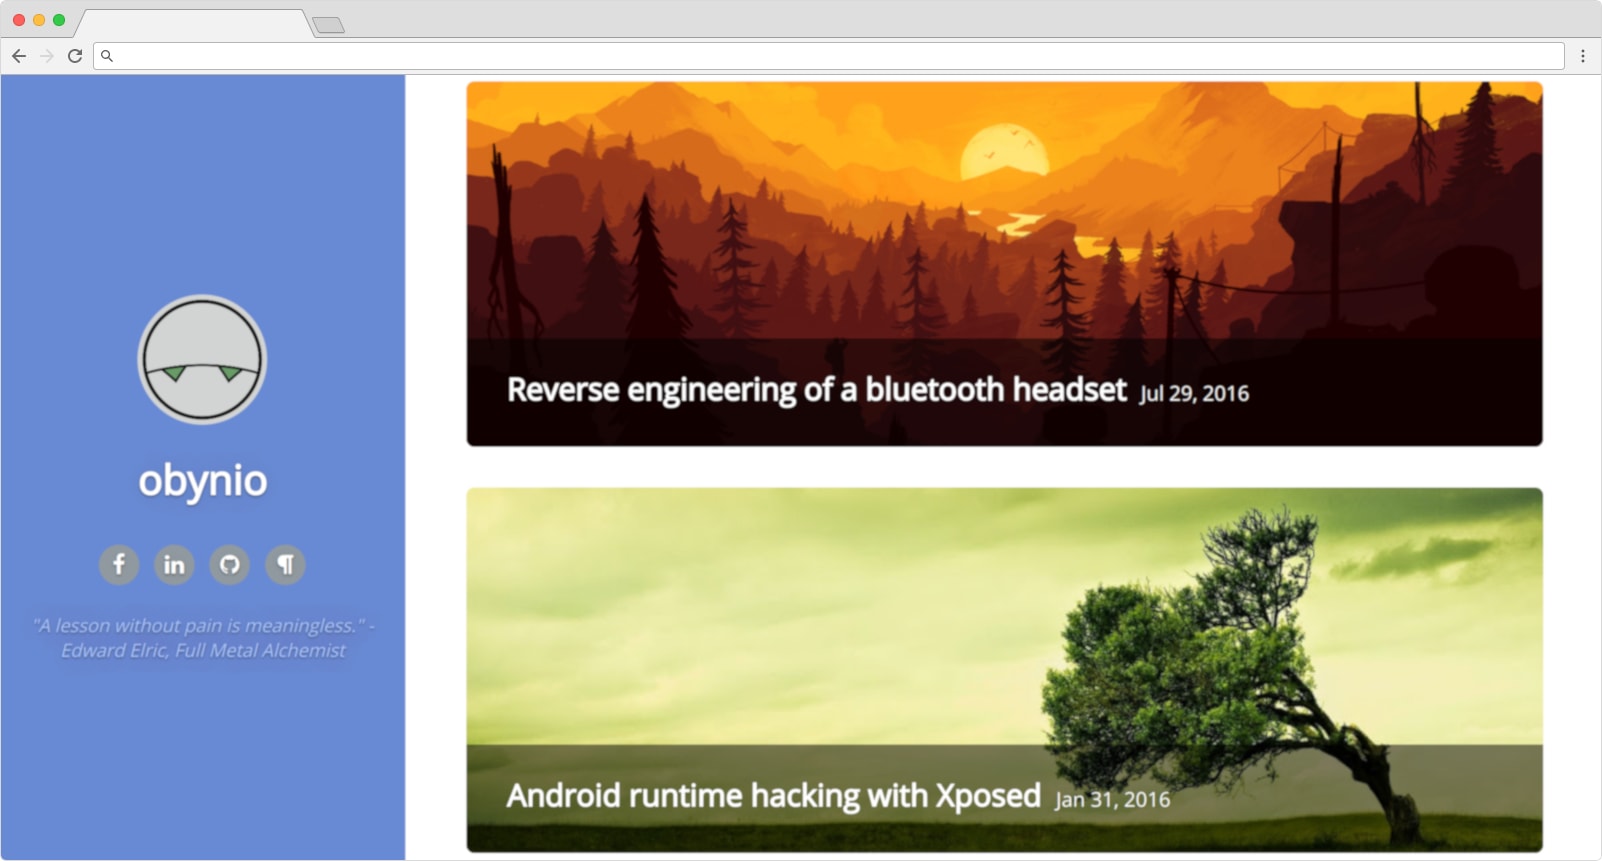 obynio
"A lesson without pain is meaningless." -
Edward Elric, Full Metal Alchemist
Reverse engineering of a bluetooth headset Jul 29, 2016
Android runtime hacking with Xposed Jan 31, 2016